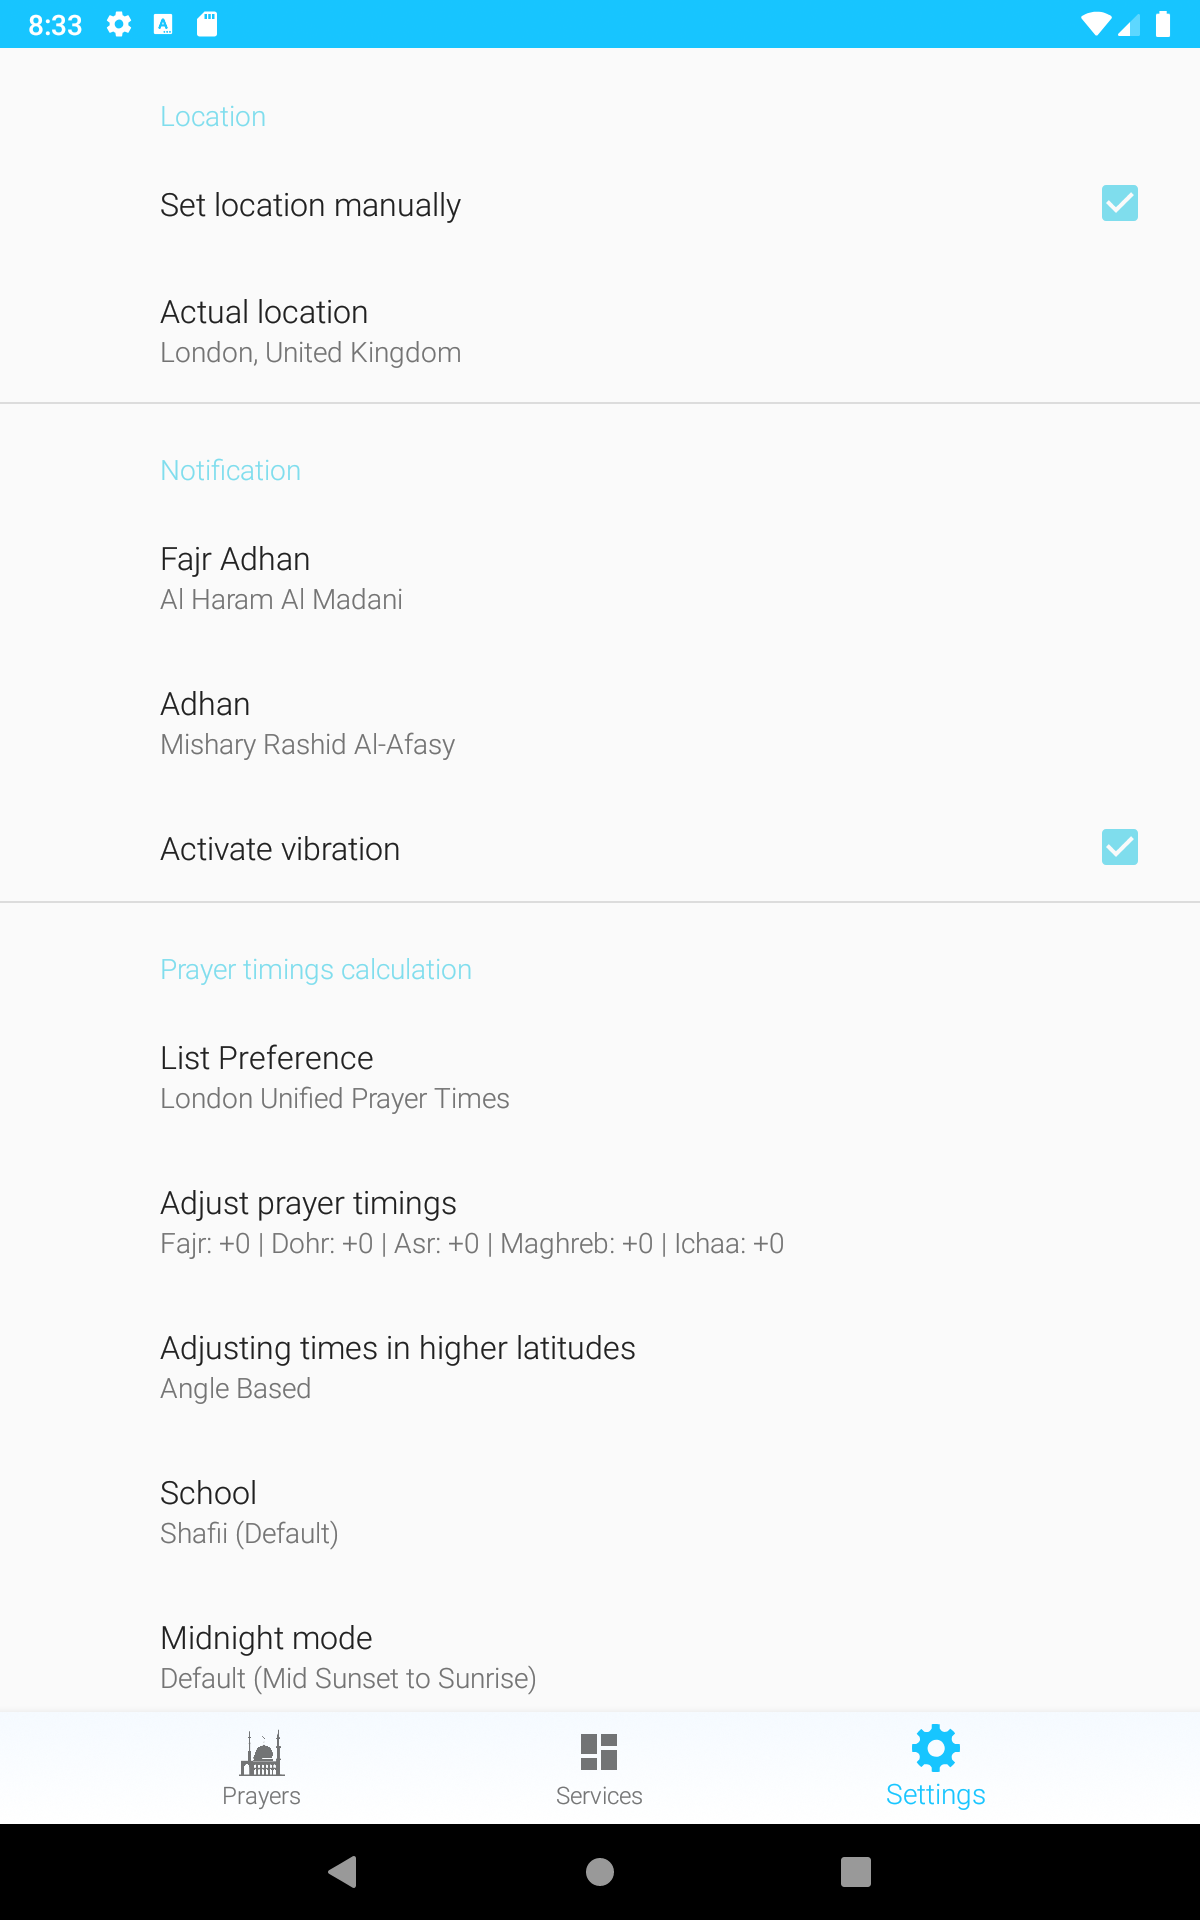 8:33
Location
Set location manually
Actual location
London, United Kingdom
Notification
Fajr Adhan
Al Haram Al Madani
Adhan
Mishary Rashid Al-Afasy
Activate vibration
Prayer timings calculation
List Preference
London Unified Prayer Times
Adjust prayer timings
Fajr: +0 | Dohr: +0 | Asr: +0 | Maghreb: +0 | Ichaa: +0
Adjusting times in higher latitudes
Angle Based
School
Shafii (Default)
Midnight mode
Default (Mid Sunset to Sunrise)
Prayers
Services
Settings